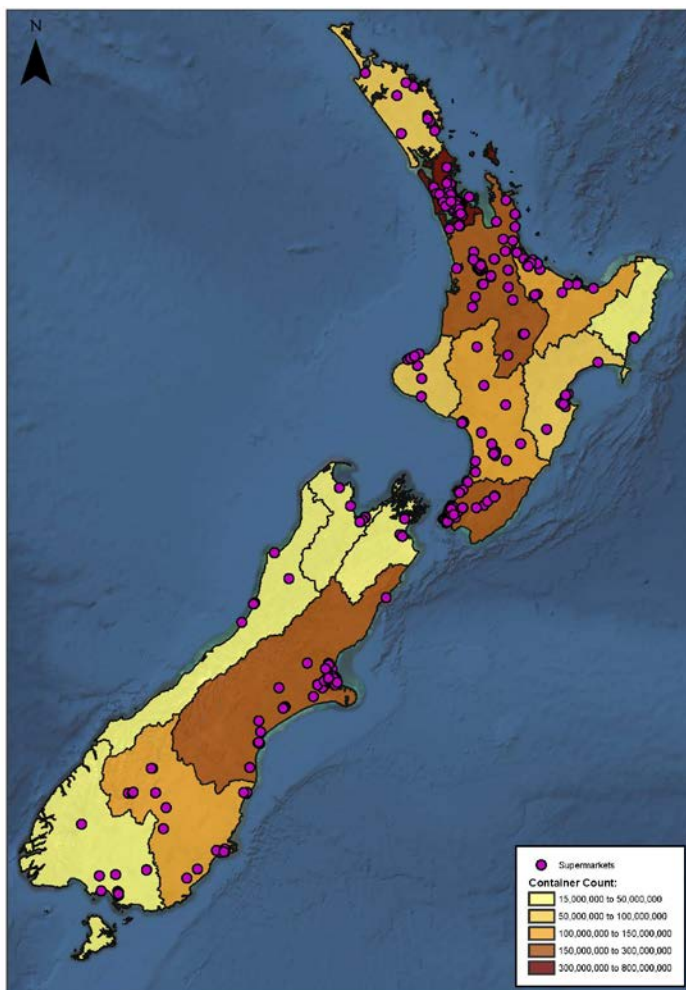 N
Supermarkets
Container Count:
15,000,000 to 50,000,000
50,000,000 to 100,000,000
100,000,000 to 150,000,000
150,000,000 to 300,000,000
300,000,000 to 800,000,000